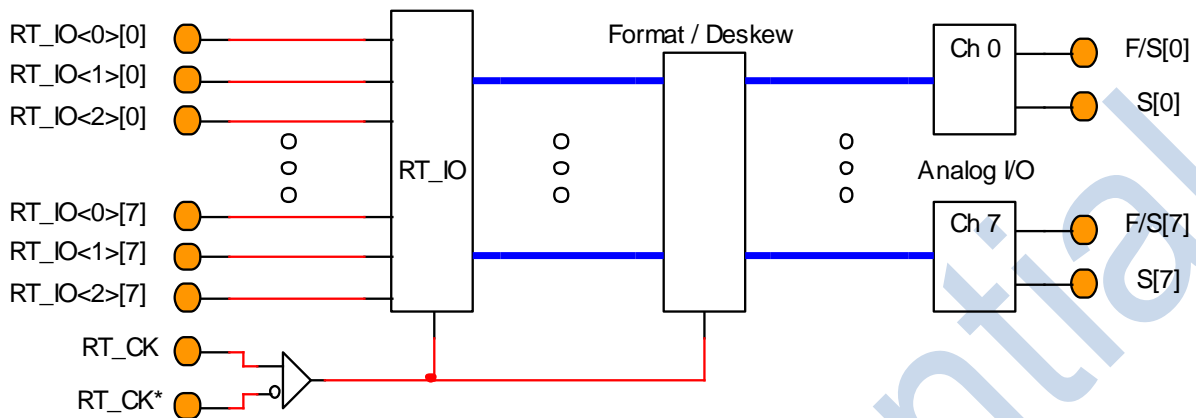 RT_IO<0>[0]
RT_IO<1>[0]
RT_IO<2>[0]
RT_IO<0>[7]
RT_IO<1>[7]
RT_IO<2>[7]
RT_CK
RT_CK*
RT_IO
Format / Deskew
Ch 0
Analog I/O
Ch 7
F/S[0]
S[0]
F/S[7]
S[7]
ntial